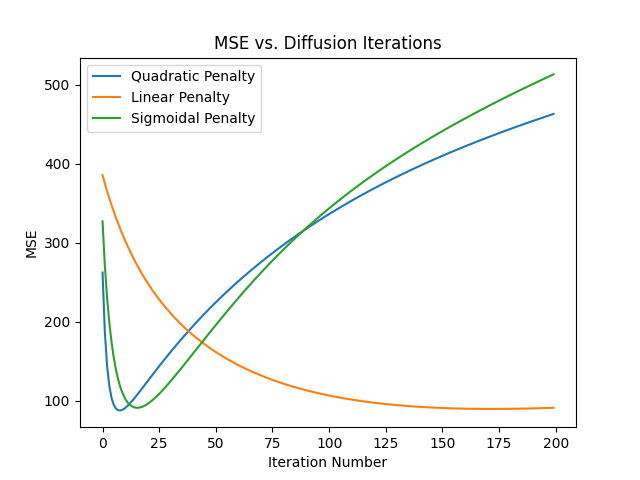 MSE vs. Diffusion Iterations
Quadratic Penalty
Linear Penalty
Sigmoidal Penalty
MSE
500
400
300
200
100
0 25 50 75 100 125 150 175 200
Iteration Number